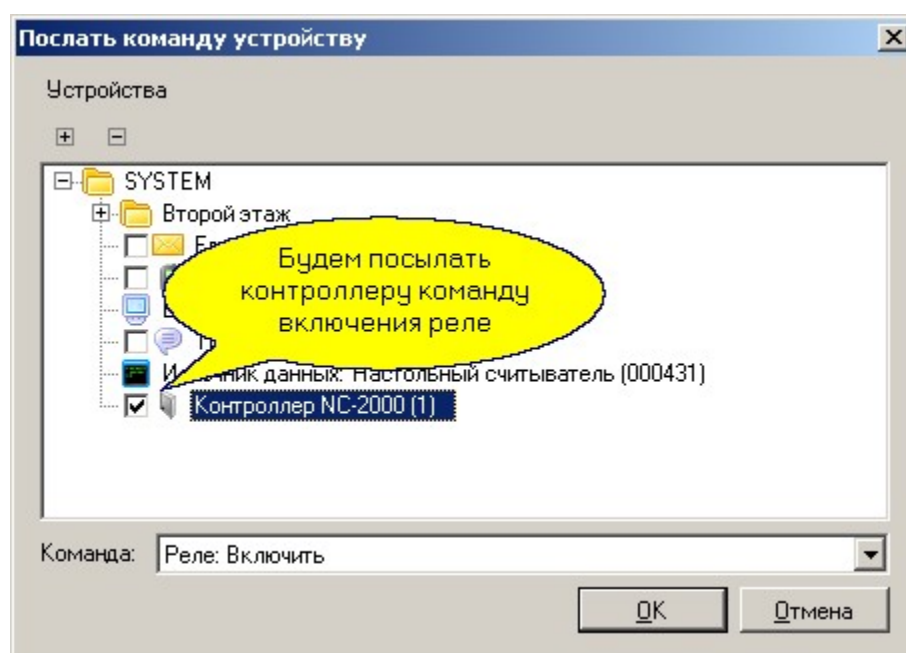 Послать команду устройству
Устройства
SYSTEM
Второй этаж
Будем посылать
контроллеру команду
включения реле
данных: Настольный считыватель (000431)
Контроллер NC-2000 (1)
Команда:
Реле: Включить
OK
Отмена